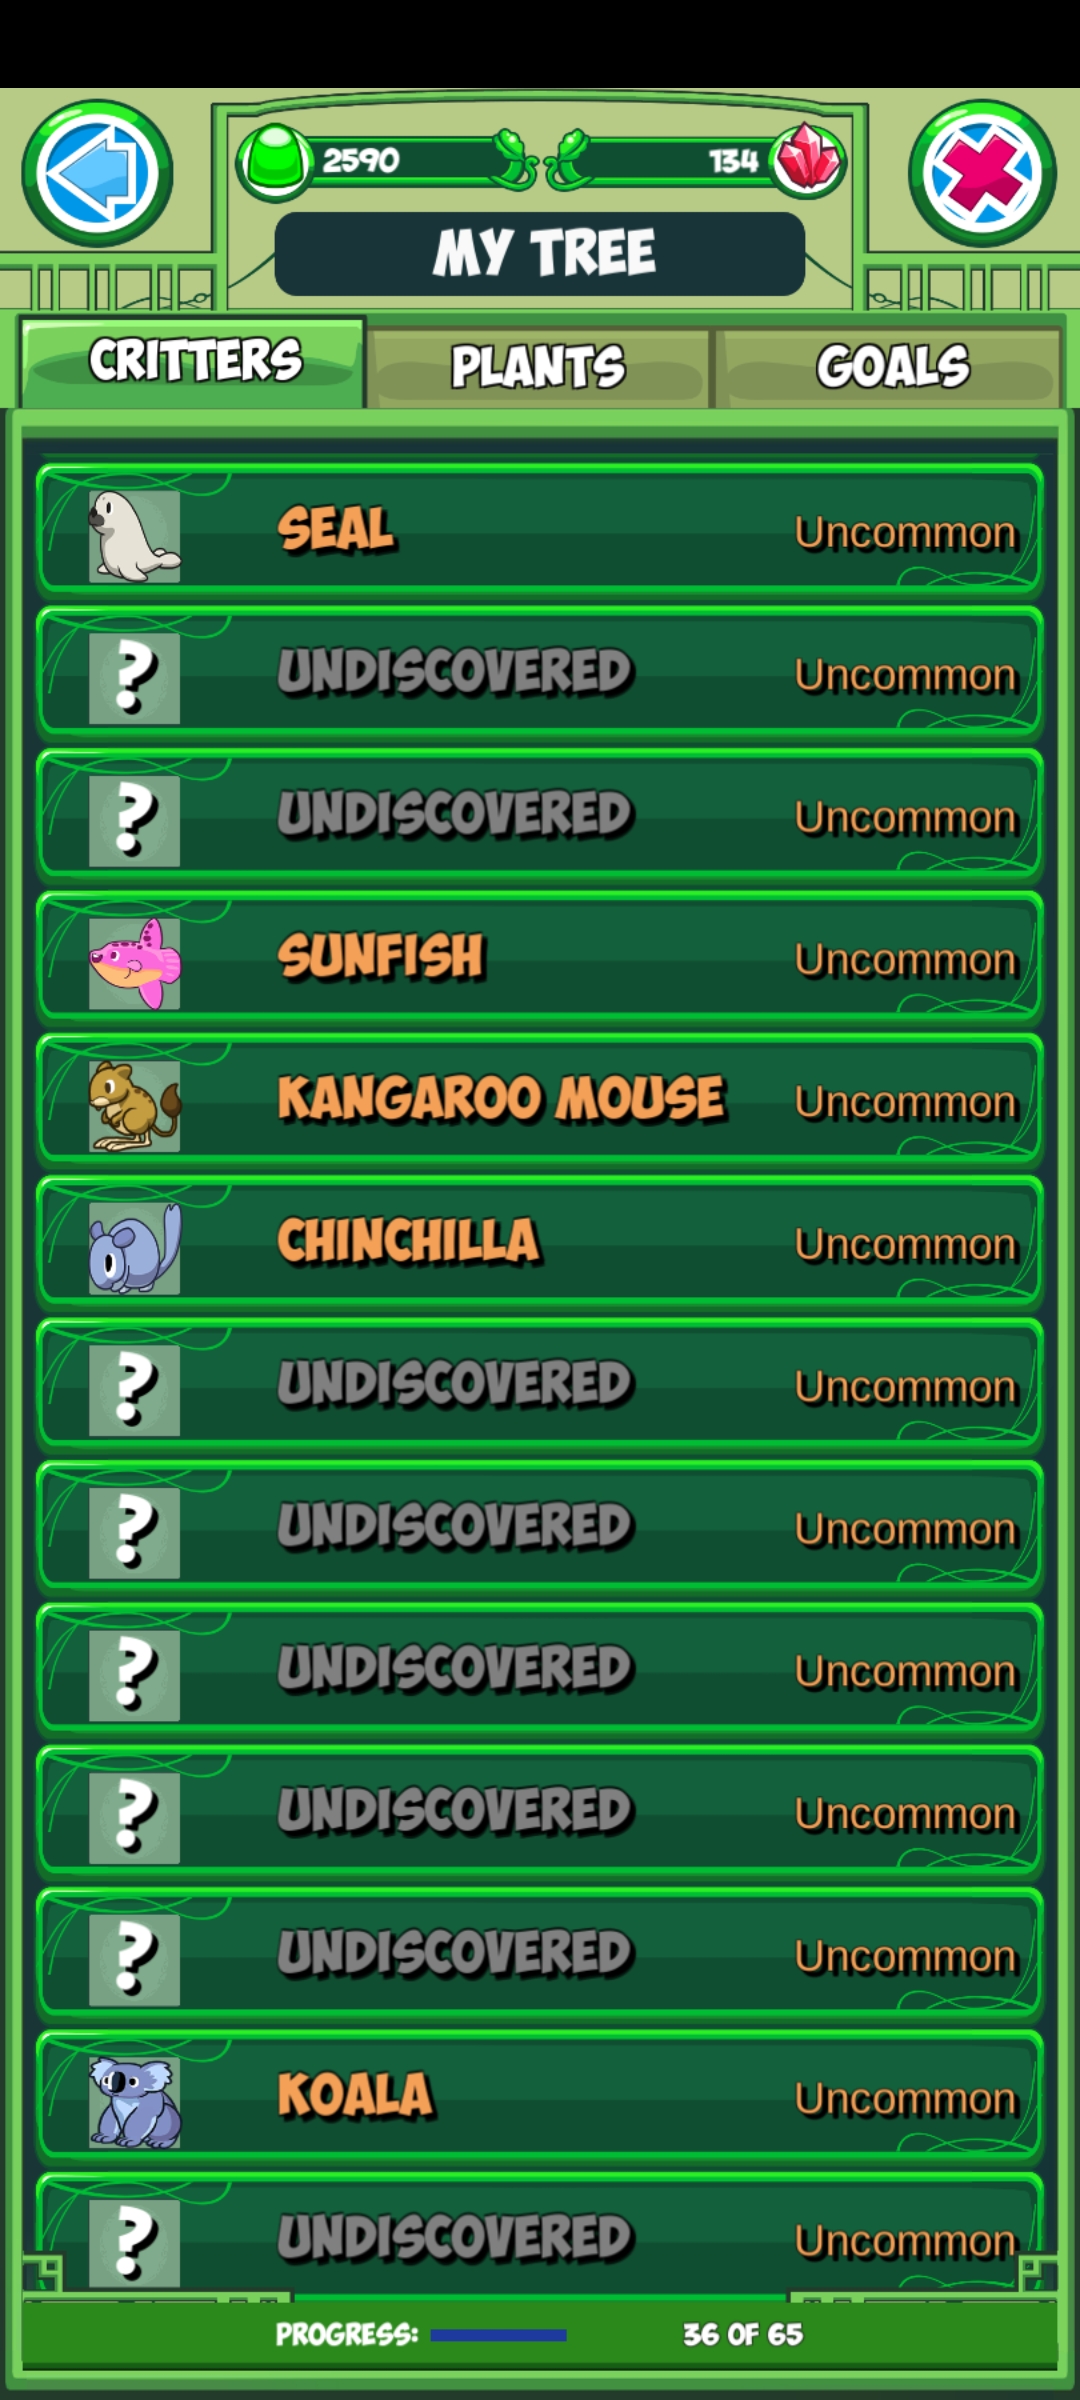 2590
134
MY TREE
CRITTERS PLANTS GOALS
SEAL Uncommon
? UNDISCOVERED Uncommon
? UNDISCOVERED Uncommon
SUNFISH Uncommon
KANGAROO MOUSE Uncommon
CHINCHILLA Uncommon
? UNDISCOVERED Uncommon
? UNDISCOVERED Uncommon
? UNDISCOVERED Uncommon
? UNDISCOVERED Uncommon
? UNDISCOVERED Uncommon
KOALA Uncommon
? UNDISCOVERED Uncommon
PROGRESS: 36 OF 65